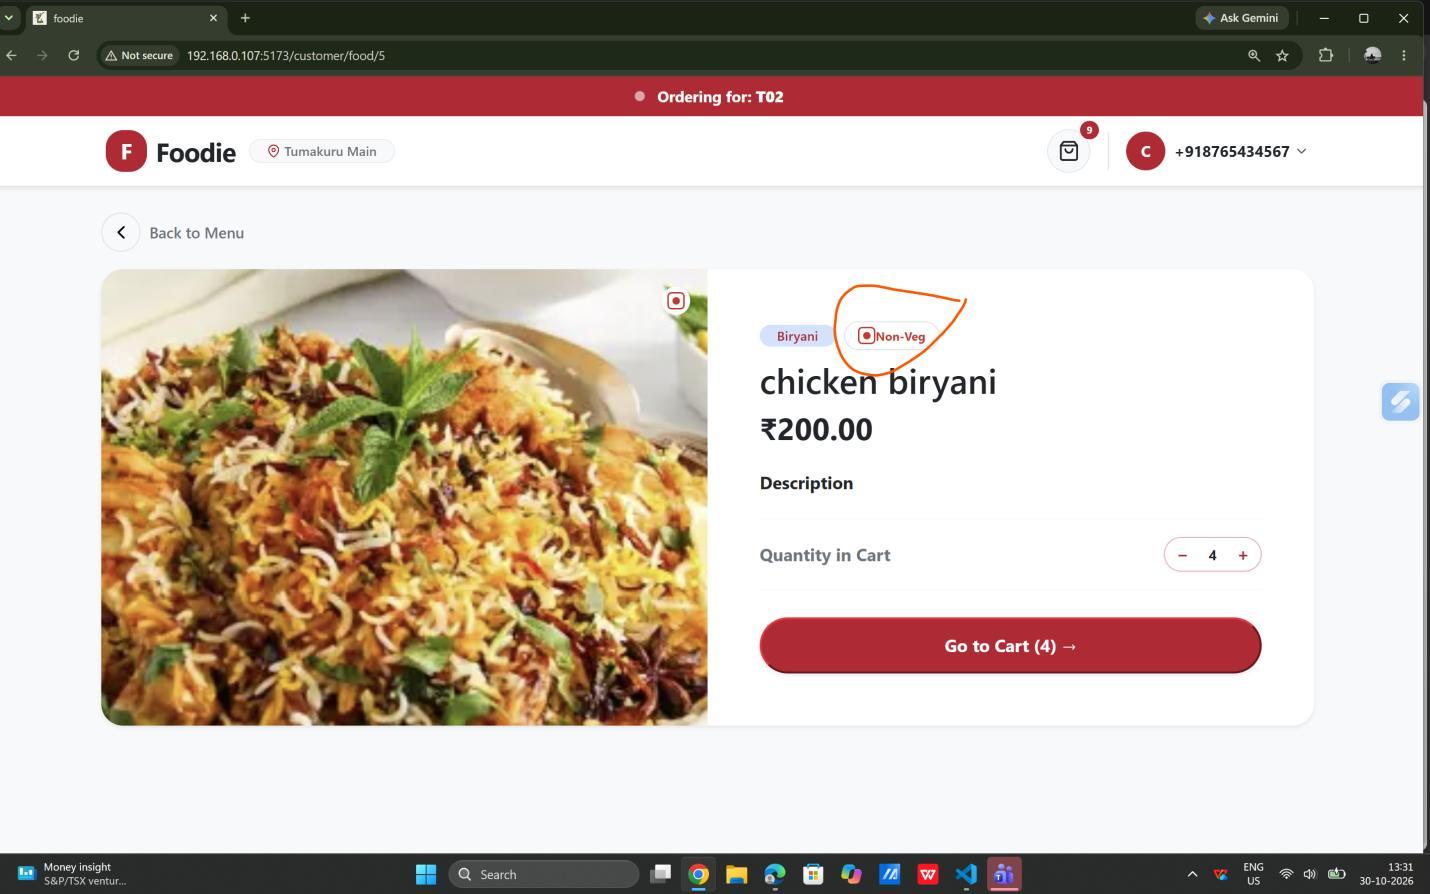 foodie
Ask Gemini
Not secure
192.168.0.107:5173/customer/food/5
Ordering for: T02
F
Foodie
Tumakuru Main
9
C
+918765434567
Back to Menu
Biryani
Non-Veg
chicken biryani
₹200.00
Description
Quantity in Cart
− 4 +
Go to Cart (4) →
Money insight
S&P/TSX ventur...
Search
ENG
US
13:31
30-10-2026